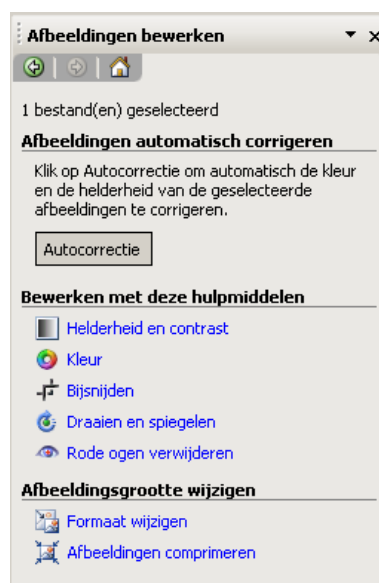 Afbeeldingen bewerken
1 bestand(en) geselecteerd
Afbeeldingen automatisch corrigeren
Klik op Autocorrectie om automatisch de kleur
en de helderheid van de geselecteerde
afbeeldingen te corrigeren.
Autocorrectie
Bewerken met deze hulpmiddelen
Helderheid en contrast
Kleur
Bijsnijden
Draaien en spiegelen
Rode ogen verwijderen
Afbeeldingsgrootte wijzigen
Formaat wijzigen
Afbeeldingen comprimeren